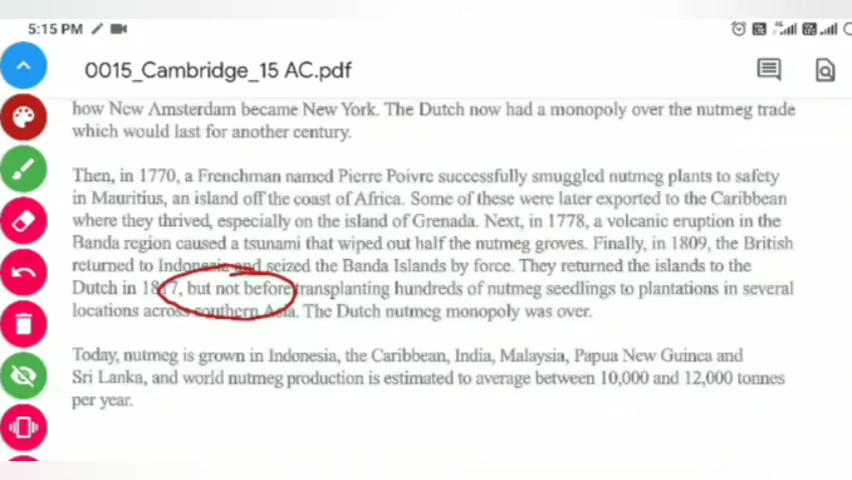 5:15 PM
0015_Cambridge_15 AC.pdf
how New Amsterdam became New York. The Dutch now had a monopoly over the nutmeg trade
which would last for another century.
Then, in 1770, a Frenchman named Pierre Poivre successfully smuggled nutmeg plants to safety
in Mauritius, an island off the coast of Africa. Some of these were later exported to the Caribbean
where they thrived, especially on the island of Grenada. Next, in 1778, a volcanic eruption in the
Banda region caused a tsunami that wiped out half the nutmeg groves. Finally, in 1809, the British
returned to Indonesia and seized the Banda Islands by force. They returned the islands to the
Dutch in 1817, but not before transplanting hundreds of nutmeg seedlings to plantations in several
locations across southern Asia. The Dutch nutmeg monopoly was over.
Today, nutmeg is grown in Indonesia, the Caribbean, India, Malaysia, Papua New Guinea and
Sri Lanka, and world nutmeg production is estimated to average between 10,000 and 12,000 tonnes
per year.